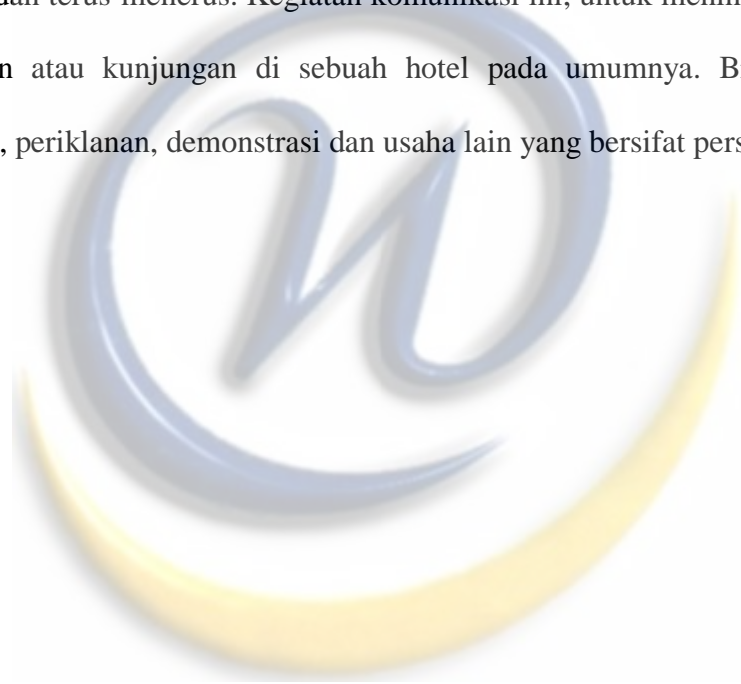 dan terus-menerus. Kegiatan komunikasi ini, untuk menin
n atau kunjungan di sebuah hotel pada umumnya. B
, periklanan, demonstrasi dan usaha lain yang bersifat pers